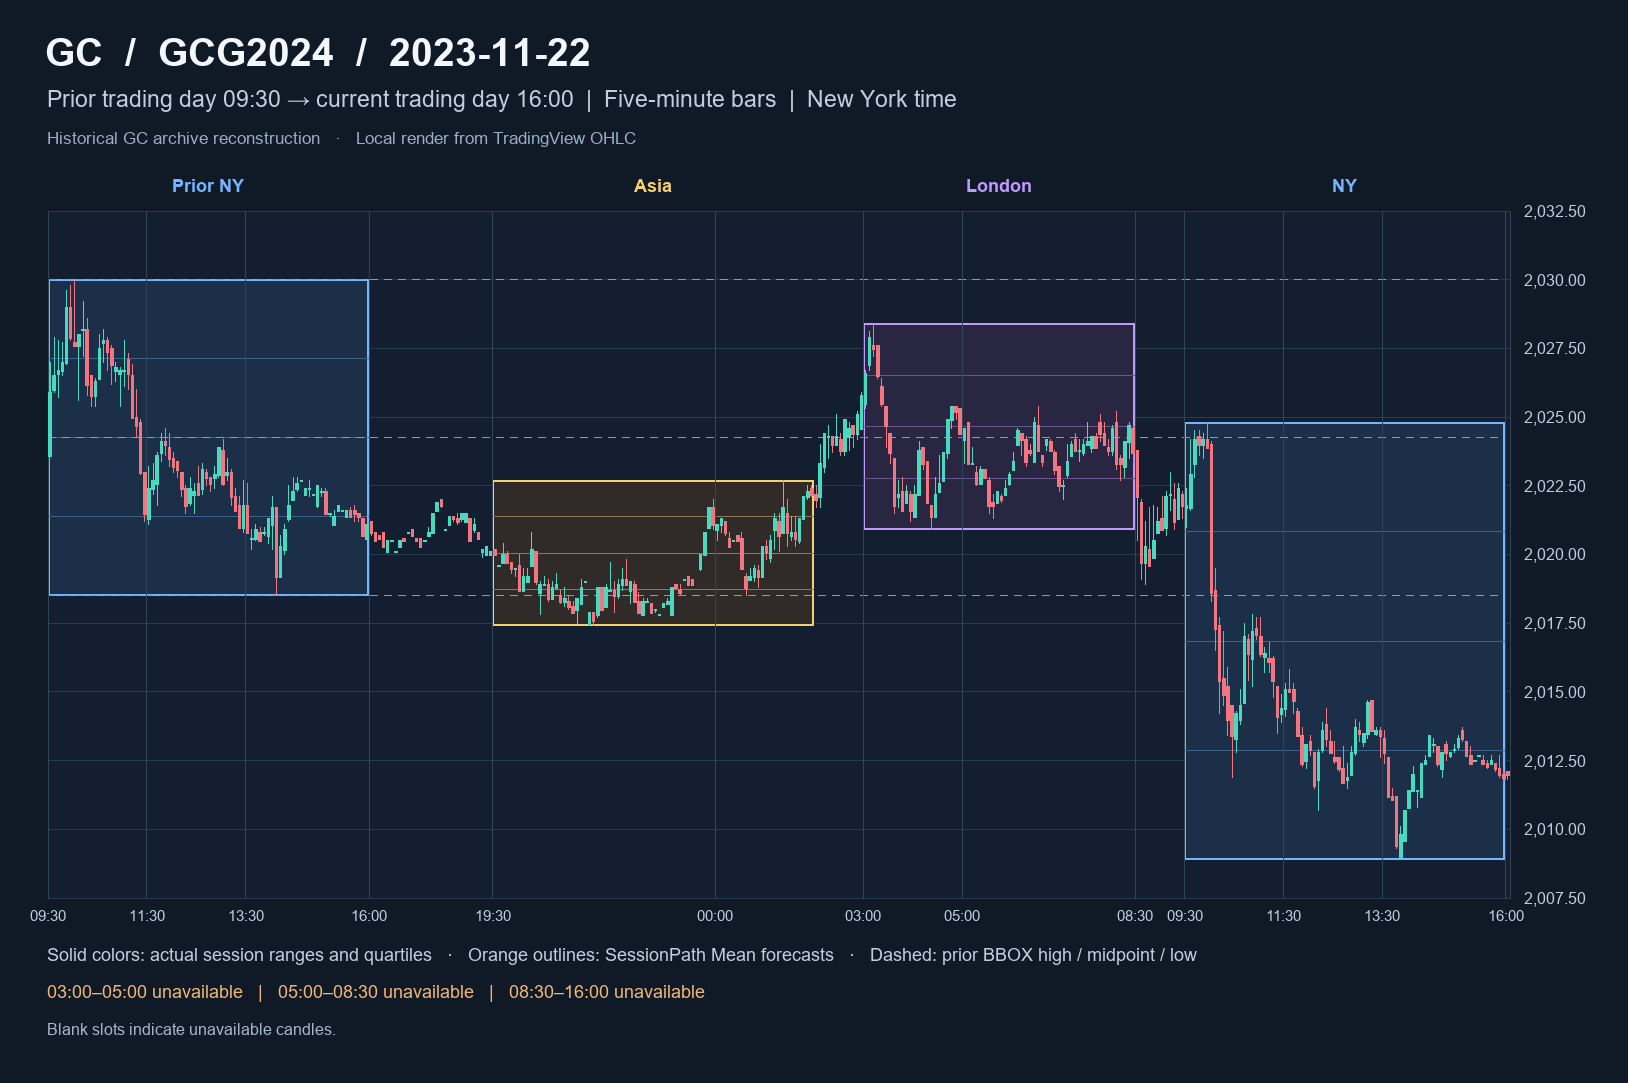 GC / GCG2024 / 2023-11-22
Prior trading day 09:30 → current trading day 16:00 | Five-minute bars | New York time
Historical GC archive reconstruction · Local render from TradingView OHLC
Prior NY Asia London NY
2,032.50
2,030.00
2,027.50
2,025.00
2,022.50
2,020.00
2,017.50
2,015.00
2,012.50
2,010.00
2,007.50
09:30 11:30 13:30 16:00 19:30 00:00 03:00 05:00 08:30 09:30 11:30 13:30 16:00
Solid colors: actual session ranges and quartiles · Orange outlines: SessionPath Mean forecasts · Dashed: prior BBOX high / midpoint / low
03:00–05:00 unavailable | 05:00–08:30 unavailable | 08:30–16:00 unavailable
Blank slots indicate unavailable candles.